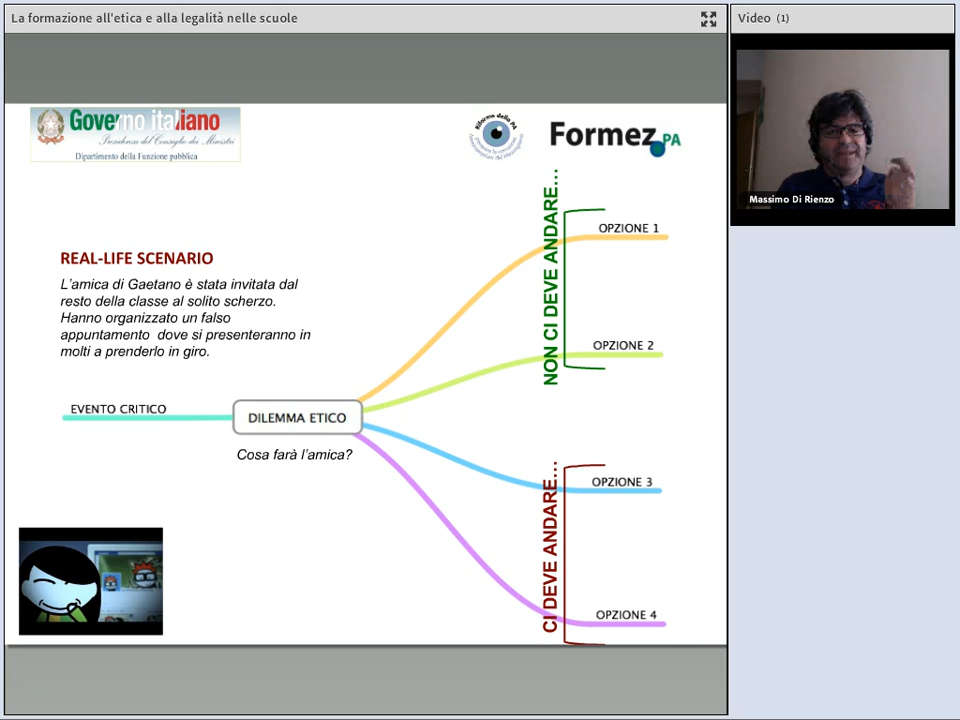 La formazione all'etica e alla legalità nelle scuole
Video (1)
Governo italiano
Presidenza del Consiglio dei Ministri
Dipartimento della Funzione pubblica
Riforme della PA
Formez PA
Massimo Di Rienzo
NON CI DEVE ANDARE...
OPZIONE 1
REAL-LIFE SCENARIO
L'amica di Gaetano è stata invitata dal
resto della classe al solito scherzo.
Hanno organizzato un falso
appuntamento dove si presenteranno in
molti a prenderlo in giro.
OPZIONE 2
EVENTO CRITICO
DILEMMA ETICO
Cosa farà l'amica?
CI DEVE ANDARE...
OPZIONE 3
OPZIONE 4